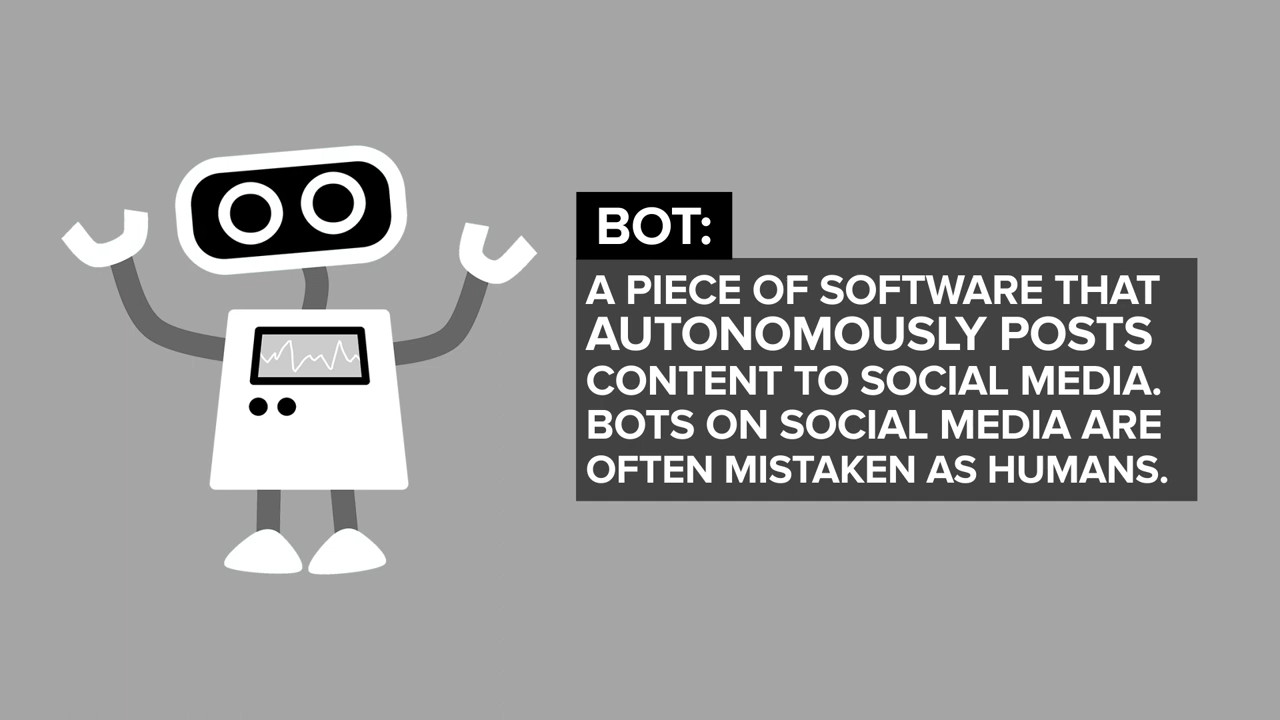 BOT:
A PIECE OF SOFTWARE THAT
AUTONOMOUSLY POSTS
CONTENT TO SOCIAL MEDIA.
BOTS ON SOCIAL MEDIA ARE
OFTEN MISTAKEN AS HUMANS.